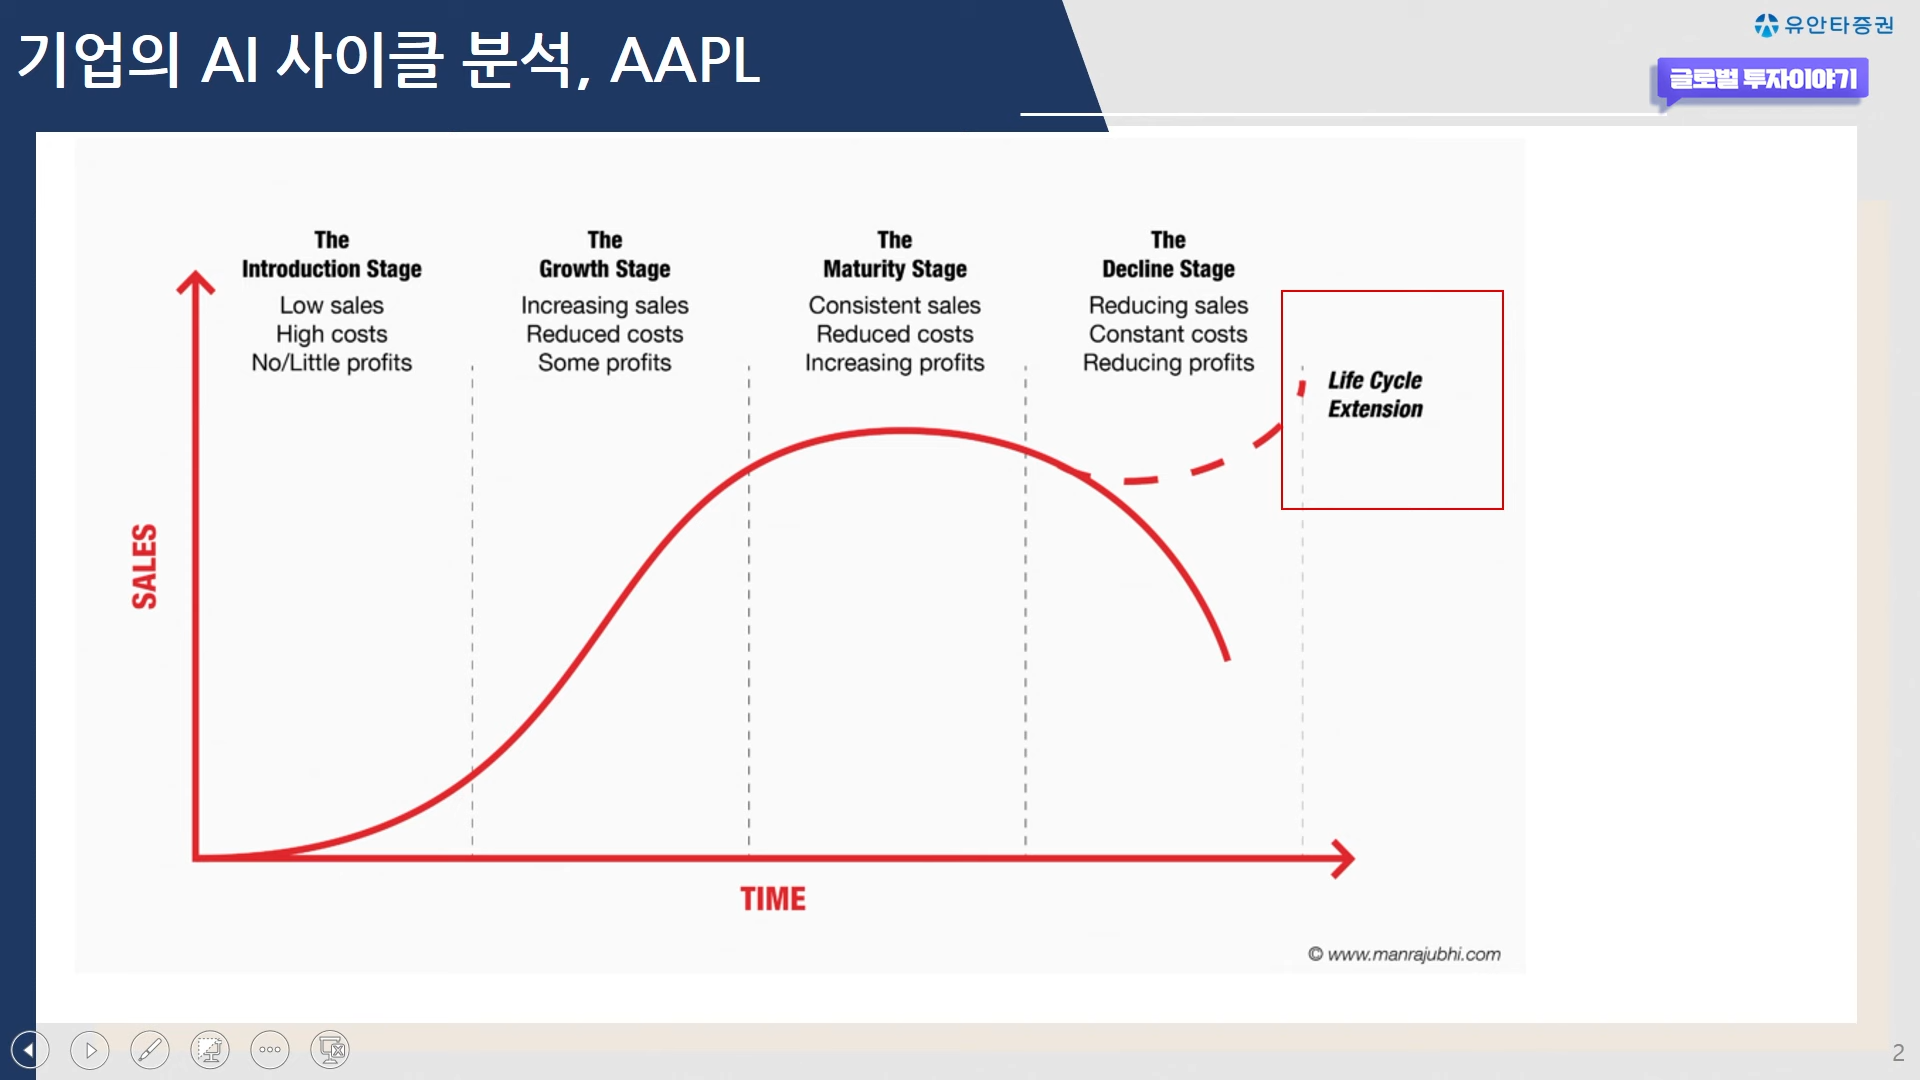 기업의 AI 사이클 분석, AAPL
유안타증권
글로벌 투자이야기
The
Introduction Stage
Low sales
High costs
No/Little profits
The
Growth Stage
Increasing sales
Reduced costs
Some profits
The
Maturity Stage
Consistent sales
Reduced costs
Increasing profits
The
Decline Stage
Reducing sales
Constant costs
Reducing profits
Life Cycle
Extension
SALES
TIME
© www.manrajubhi.com
2